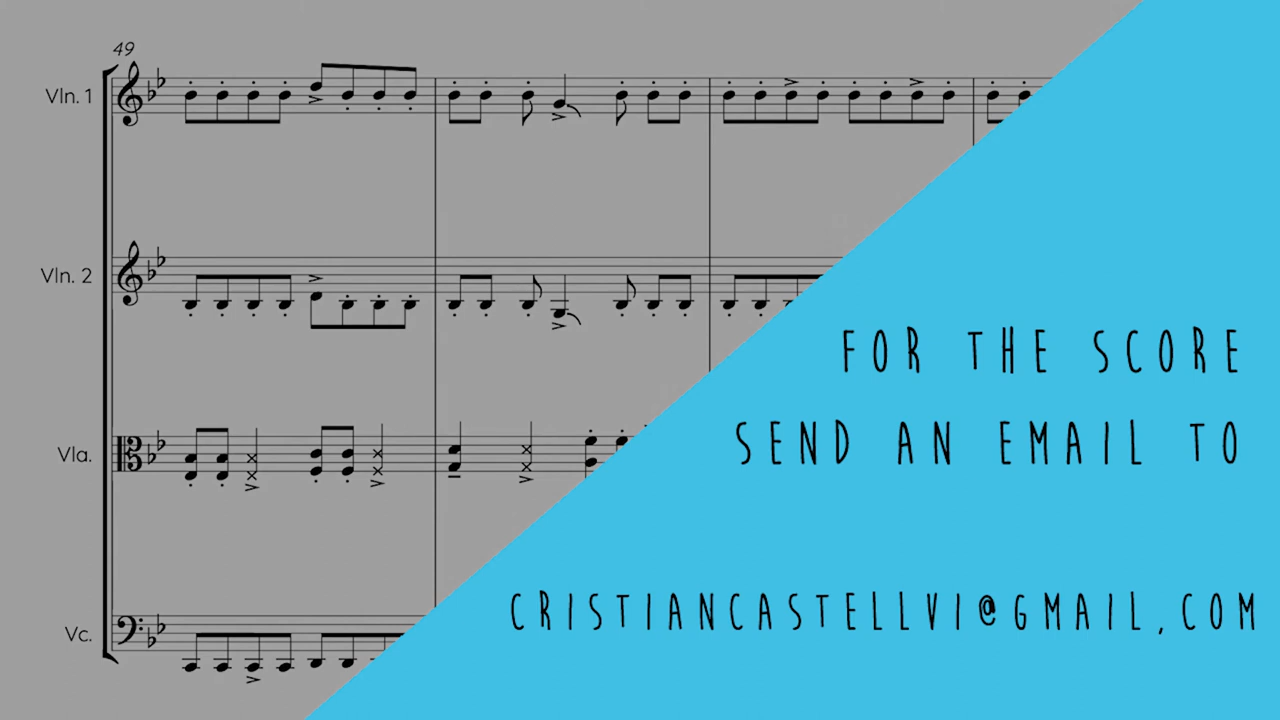 49
Vln. 1
Vln. 2
Vla.
Vc.
FOR THE SCORE
SEND AN EMAIL TO
CRISTIANCASTELLVI@GMAIL.COM